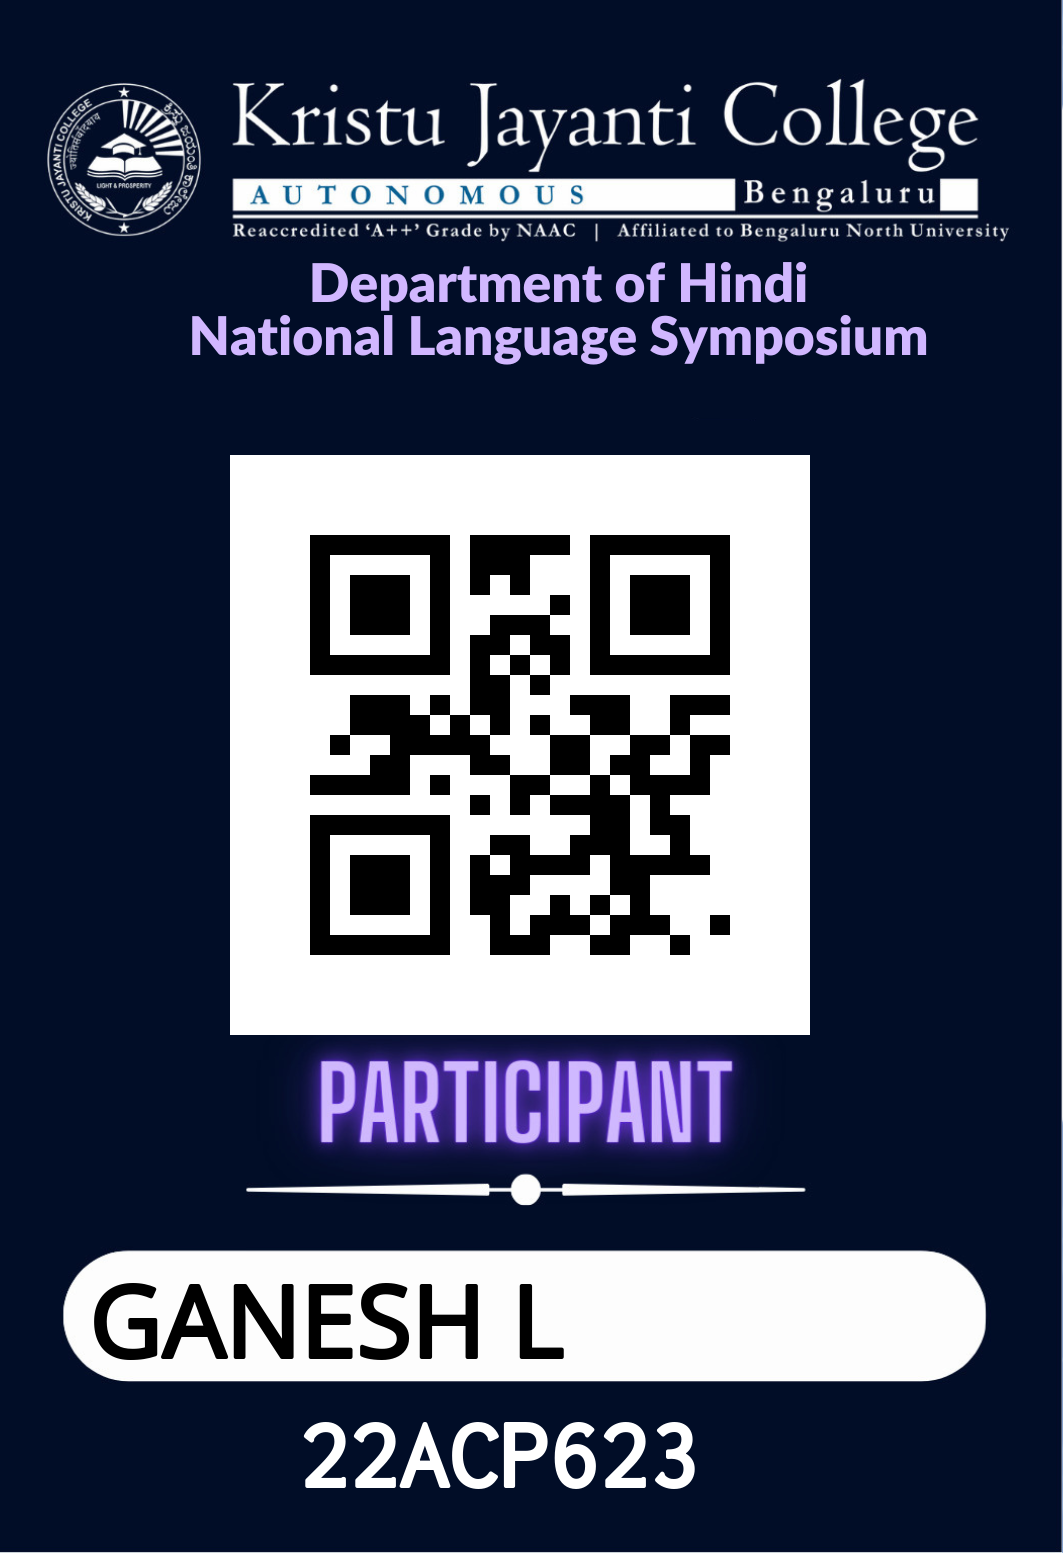 KRISTU JAYANTI COLLEGE
LIGHT & PROSPERITY
Kristu Jayanti College
AUTONOMOUS Bengaluru
Reaccredited ‘A++’ Grade by NAAC | Affiliated to Bengaluru North University
Department of Hindi
National Language Symposium
PARTICIPANT
GANESH L
22ACP623